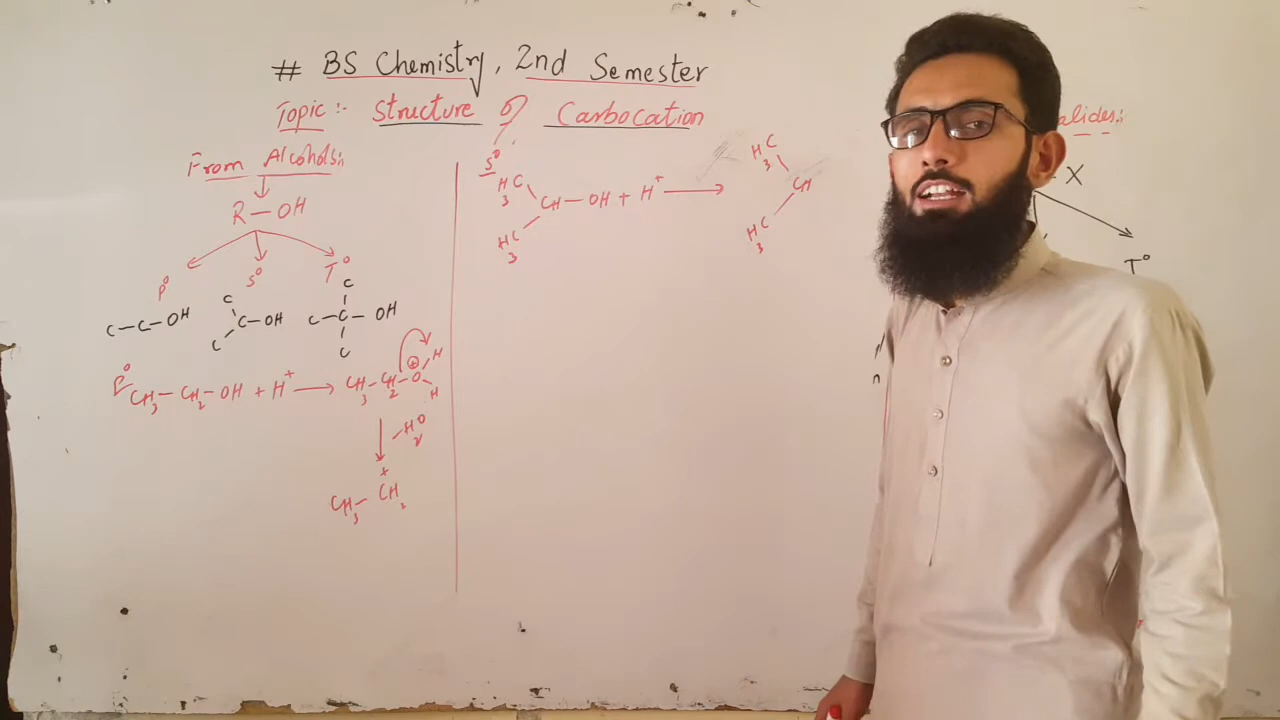 # BS Chemistry, 2nd Semester
Topic:- Structure of Carbocation
From Alcohols:
R—OH
P° S° T°
C—C—OH
C
C—OH
C
C
C—C—OH
C
P°
CH₃—CH₂—OH + H⁺ → CH₃—CH₂—O⊕
H
H
-H₂O
CH₃—CH₂
+
S°
H₃C
CH—OH + H⁺ →
H₃C
H₃C
CH
H₃C
alides:
X
T°